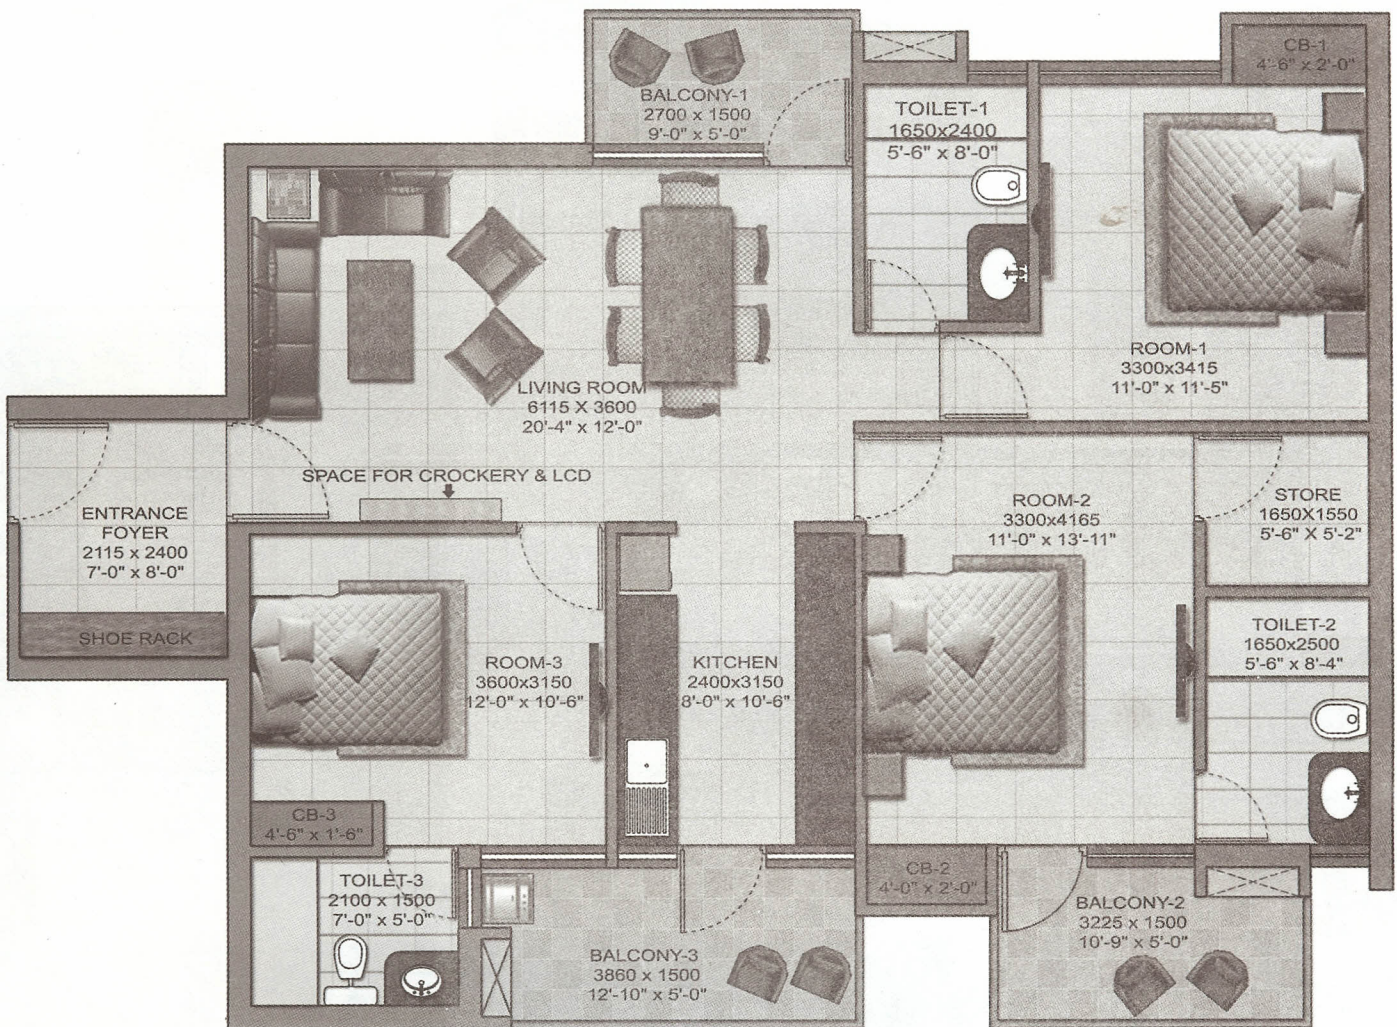 CB-1
4'-6" x 2'-0"
BALCONY-1
2700 x 1500
9'-0" x 5'-0"
TOILET-1
1650x2400
5'-6" x 8'-0"
ROOM-1
3300x3415
11'-0" x 11'-5"
LIVING ROOM
6115 X 3600
20'-4" x 12'-0"
SPACE FOR CROCKERY & LCD
ENTRANCE
FOYER
2115 x 2400
7'-0" x 8'-0"
SHOE RACK
ROOM-2
3300x4165
11'-0" x 13'-11"
STORE
1650X1550
5'-6" X 5'-2"
TOILET-2
1650x2500
5'-6" x 8'-4"
ROOM-3
3600x3150
12'-0" x 10'-6"
KITCHEN
2400x3150
8'-0" x 10'-6"
CB-3
4'-6" x 1'-6"
TOILET-3
2100 x 1500
7'-0" x 5'-0"
CB-2
4'-0" x 2'-0"
BALCONY-2
3225 x 1500
10'-9" x 5'-0"
BALCONY-3
3860 x 1500
12'-10" x 5'-0"